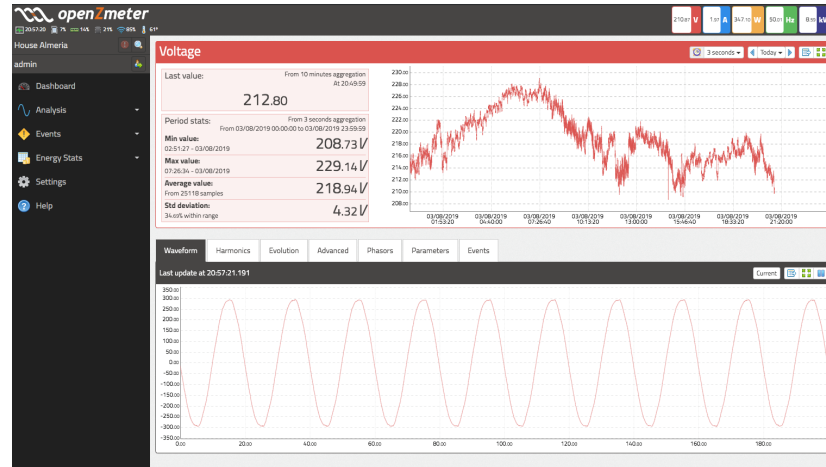 openZmeter
20:57:20 7% 14% 21% 85% 61°
210.87 V 1.67 A 347.10 W 50.01 Hz
House Almeria
admin
Dashboard
Analysis
Events
Energy Stats
Settings
Help
Voltage
3 seconds Today
Last value: From 10 minutes aggregation
At 20:49:59
212.80
Period stats: From 3 seconds aggregation
From 03/08/2019 00:00:00 to 03/08/2019 23:59:59
Min value:
02:51:27 - 03/08/2019 208.73 V
Max value:
07:26:34 - 03/08/2019 229.14 V
Average value:
From 25118 samples 218.94 V
Std deviation:
within range 4.32 V
230.00
228.00
226.00
224.00
222.00
220.00
218.00
216.00
214.00
212.00
210.00
208.00
03/08/2019 03/08/2019 03/08/2019 03/08/2019 03/08/2019 03/08/2019 03/08/2019 03/08/2019
01:53:20 04:40:00 07:26:40 10:13:20 13:00:00 15:46:40 18:33:20 21:20:00
Waveform Harmonics Evolution Advanced Phasors Parameters Events
Last update at 20:57:21.191 Current
350.00
300.00
250.00
200.00
150.00
100.00
50.00
0.00
-50.00
-100.00
-150.00
-200.00
-250.00
-300.00
-350.00
0.00 20.00 40.00 60.00 80.00 100.00 120.00 140.00 160.00 180.00